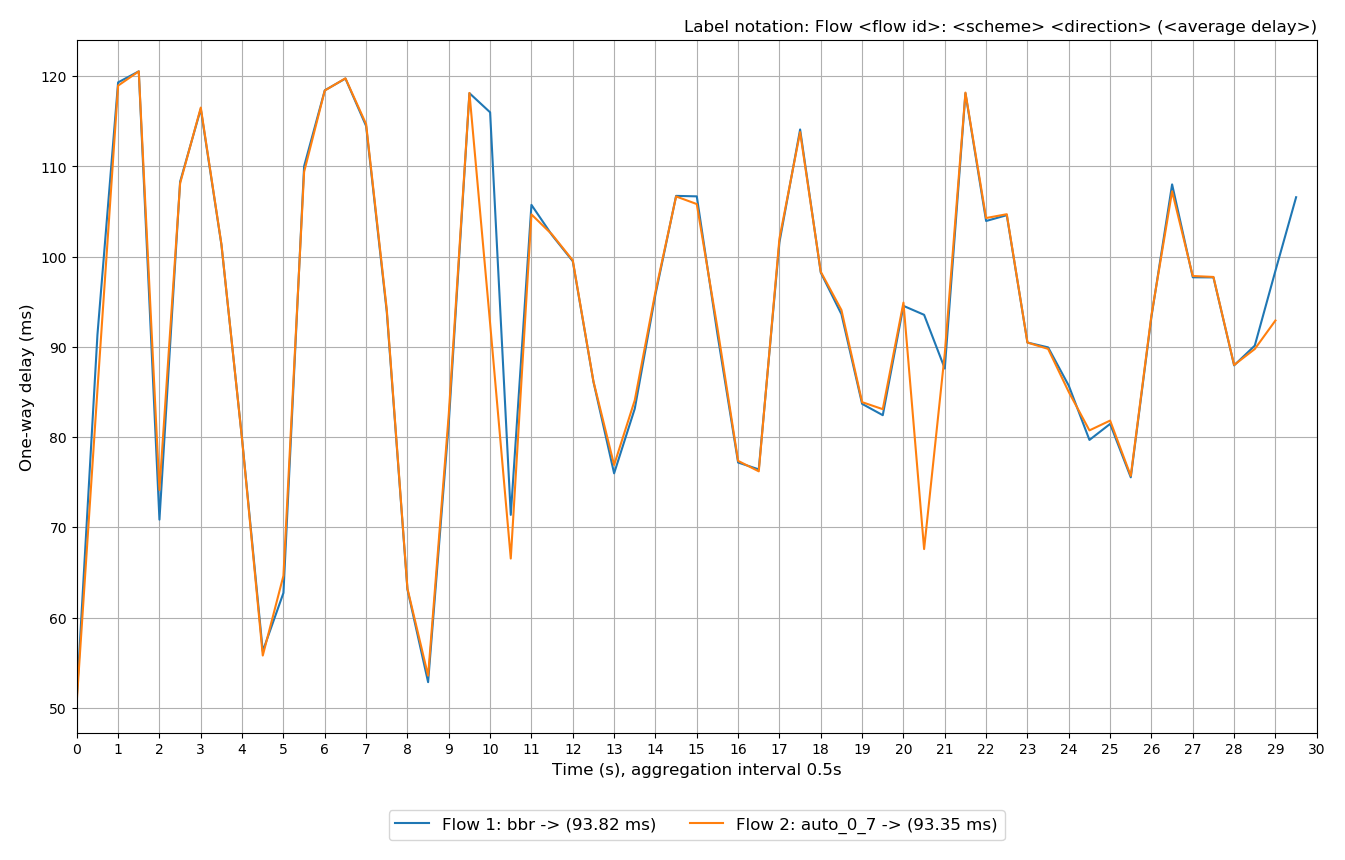 Label notation: Flow <flow id>: <scheme> <direction> (<average delay>)
120
110
100
90
80
70
60
50
One-way delay (ms)
0 1 2 3 4 5 6 7 8 9 10 11 12 13 14 15 16 17 18 19 20 21 22 23 24 25 26 27 28 29 30
Time (s), aggregation interval 0.5s
Flow 1: bbr -> (93.82 ms) Flow 2: auto_0_7 -> (93.35 ms)